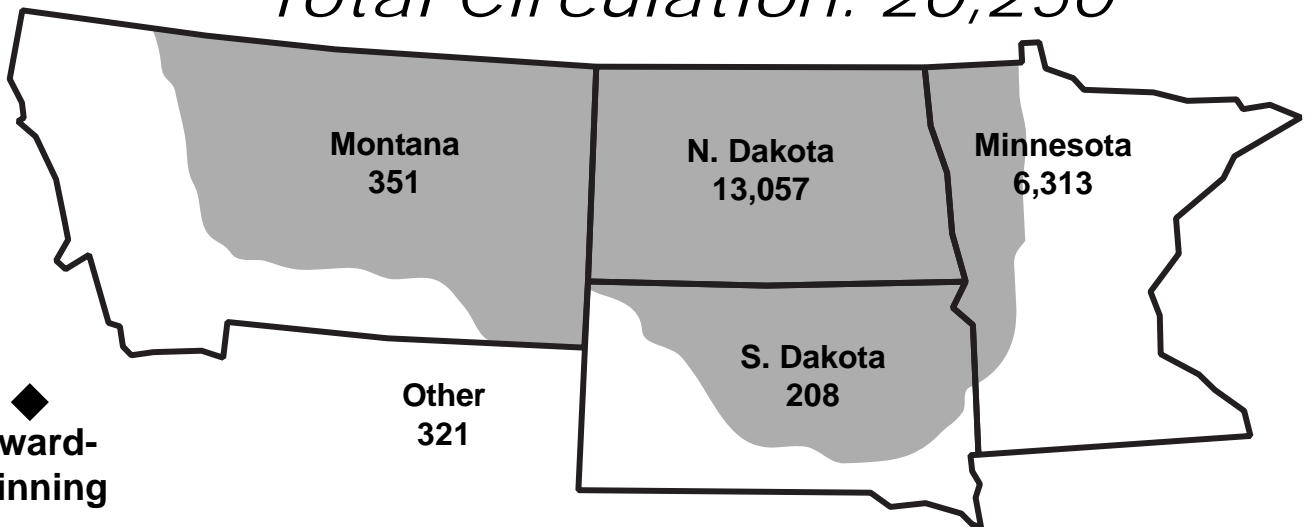 Total Circulation: 20,250
Montana
351
N. Dakota
13,057
Minnesota
6,313
S. Dakota
208
Other
321
ward-
inning